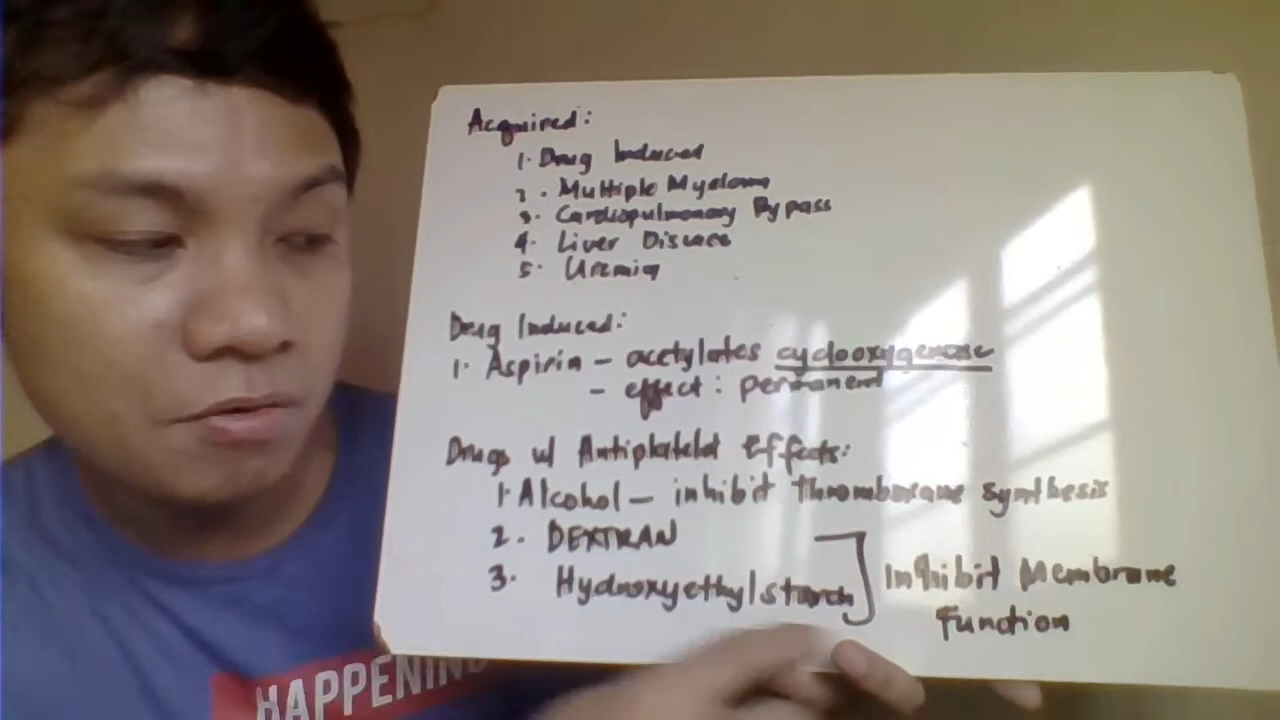 Acquired:
1. Drug Induced
2. Multiple Myeloma
3. Cardiopulmonary Bypass
4. Liver Disease
5. Uremia
Drug Induced:
1. Aspirin – acetylates cyclooxygenase
– effect: permanent
Drugs w/ Antiplatelet Effects:
1. Alcohol – inhibit thromboxane synthesis
2. DEXTRAN
3. Hydroxyethylstarch
Inhibit Membrane
Function
HAPPENING